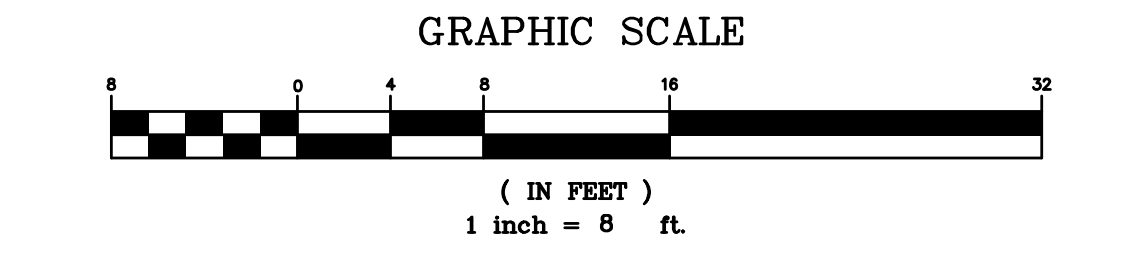 GRAPHIC SCALE
8 0 4 8 16 32
( IN FEET )
1 inch = 8 ft.